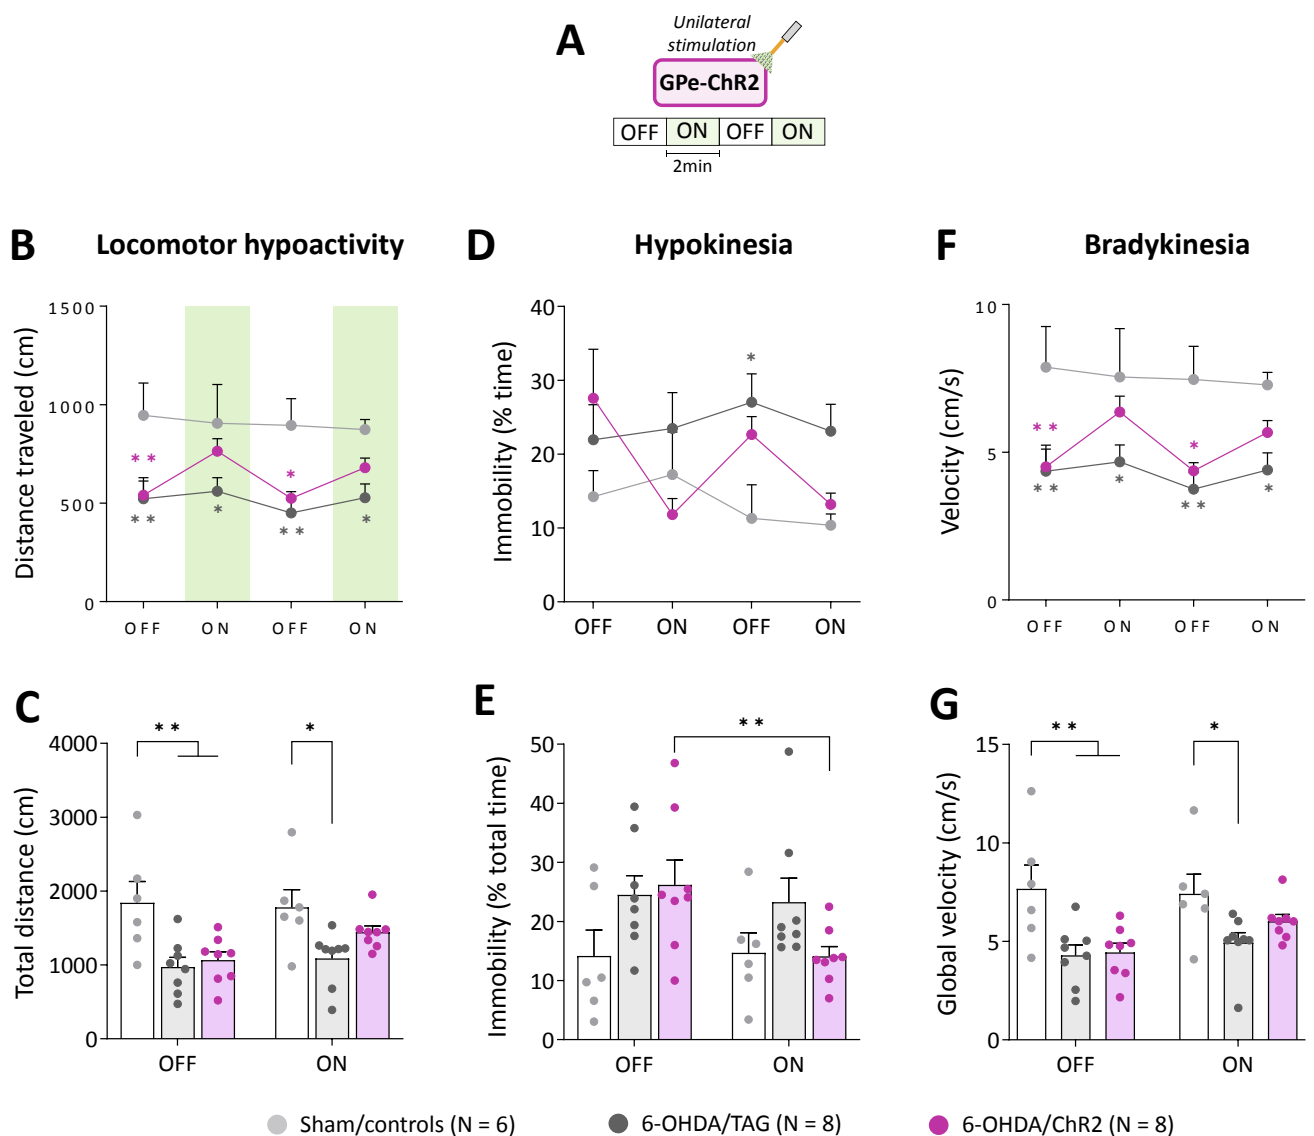 A
Unilateral
stimulation
GPe-ChR2
OFF ON OFF ON
2min
B Locomotor hypoactivity
Distance traveled (cm)
1500
1000
500
0
** ** * * ** *
OFF ON OFF ON
D Hypokinesia
Immobility (% time)
40
30
20
10
0
*
OFF ON OFF ON
F Bradykinesia
Velocity (cm/s)
10
5
0
** ** * * ** *
OFF ON OFF ON
C
Total distance (cm)
4000
3000
2000
1000
0
** *
OFF ON
E
Immobility (% total time)
50
40
30
20
10
0
**
OFF ON
G
Global velocity (cm/s)
15
10
5
0
** *
OFF ON
Sham/controls (N = 6) 6-OHDA/TAG (N = 8) 6-OHDA/ChR2 (N = 8)